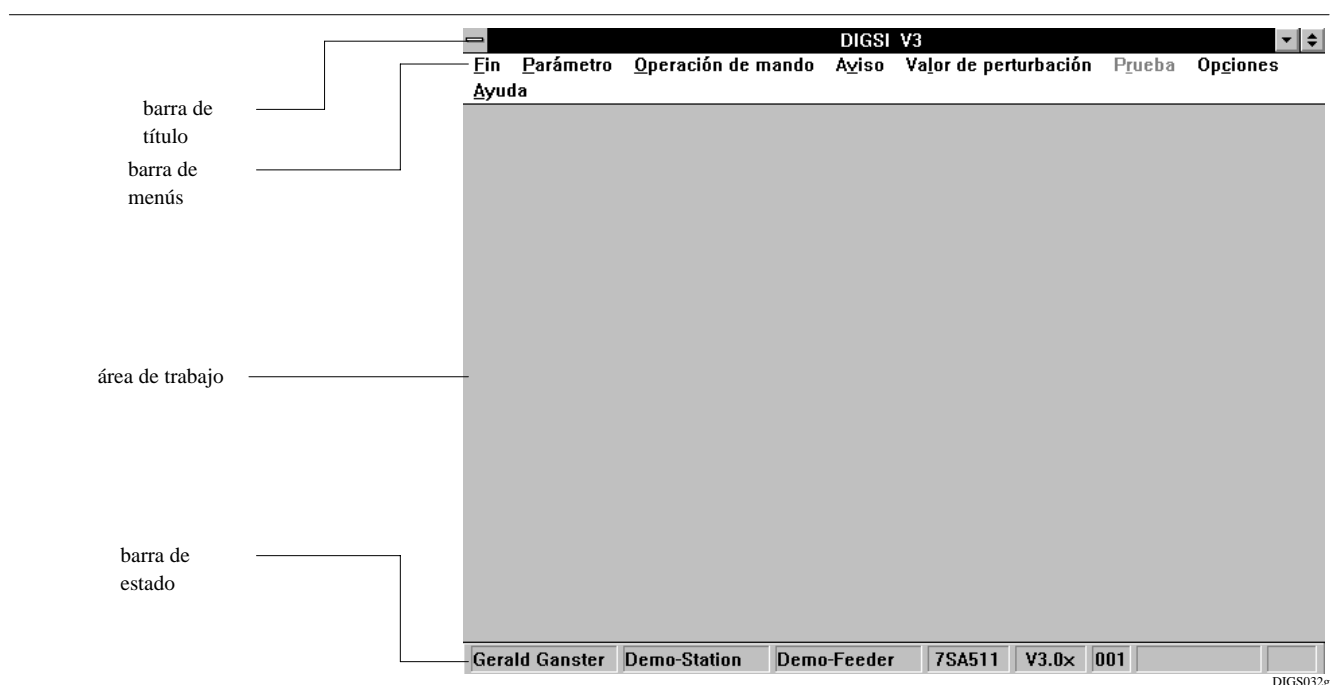 DIGSI V3
Fin Parámetro Operación de mando Aviso Valor de perturbación Prueba Opciones
Ayuda
barra de
título
barra de
menús
área de trabajo
barra de
estado
Gerald Ganster Demo-Station Demo-Feeder 7SA511 V3.0x 001
DIGS032g